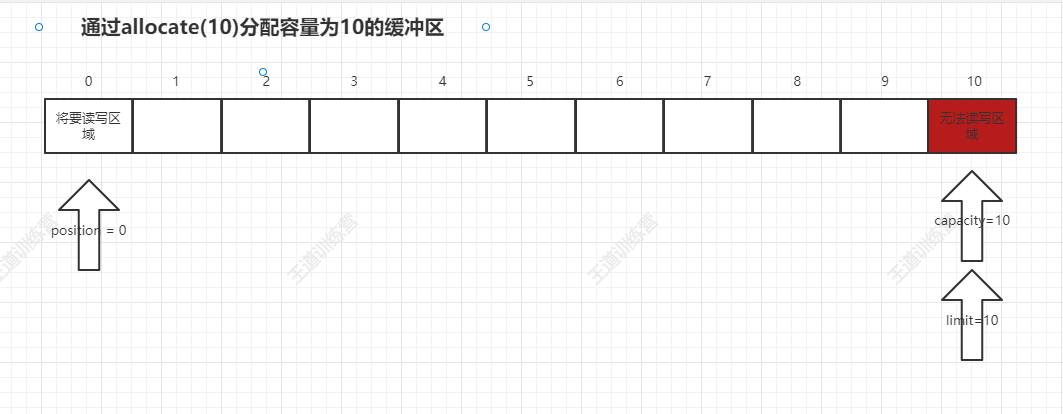 通过allocate(10)分配容量为10的缓冲区
0 1 2 3 4 5 6 7 8 9 10
将要读写区
域
无法读写区
域
position = 0
capacity=10
limit=10
王道训练营
王道训练营
王道训练营
王道训练营